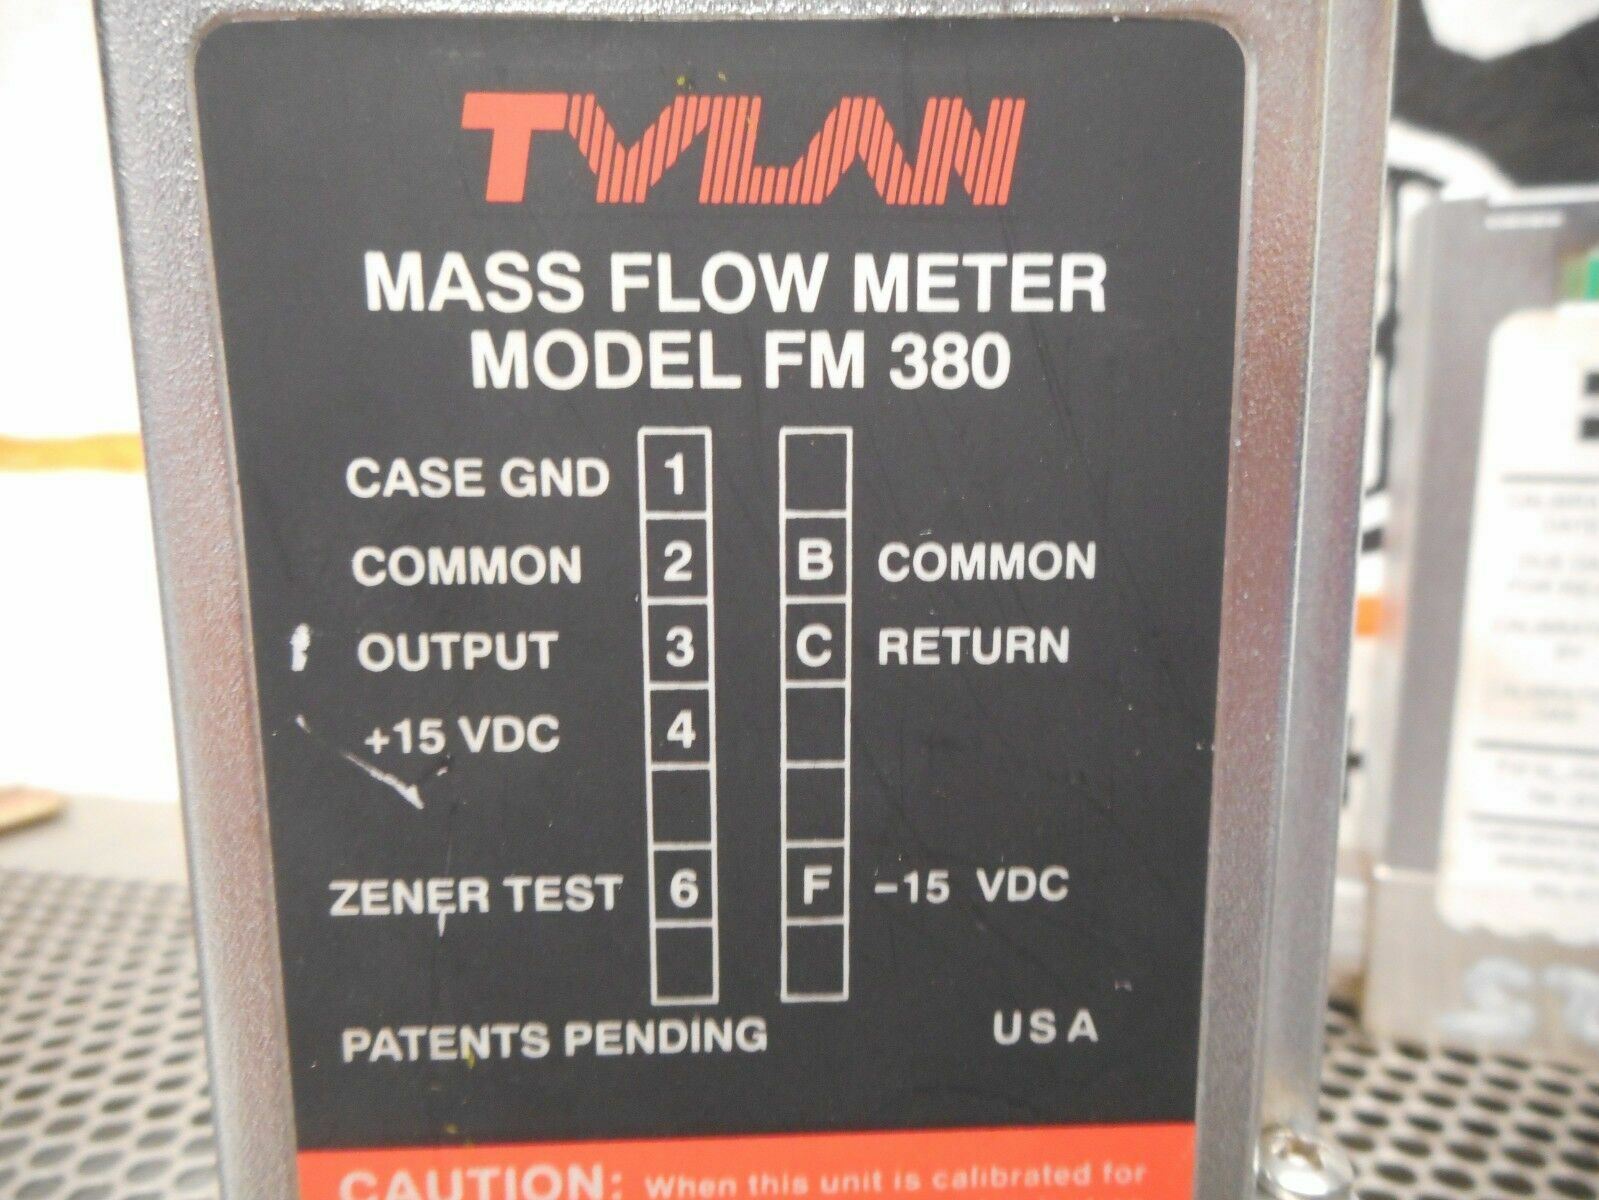 TYLAN
MASS FLOW METER
MODEL FM 380
CASE GND 1
COMMON 2 B COMMON
OUTPUT 3 C RETURN
+15 VDC 4
ZENER TEST 6 F -15 VDC
PATENTS PENDING USA
CAUTION: When this unit is calibrated for